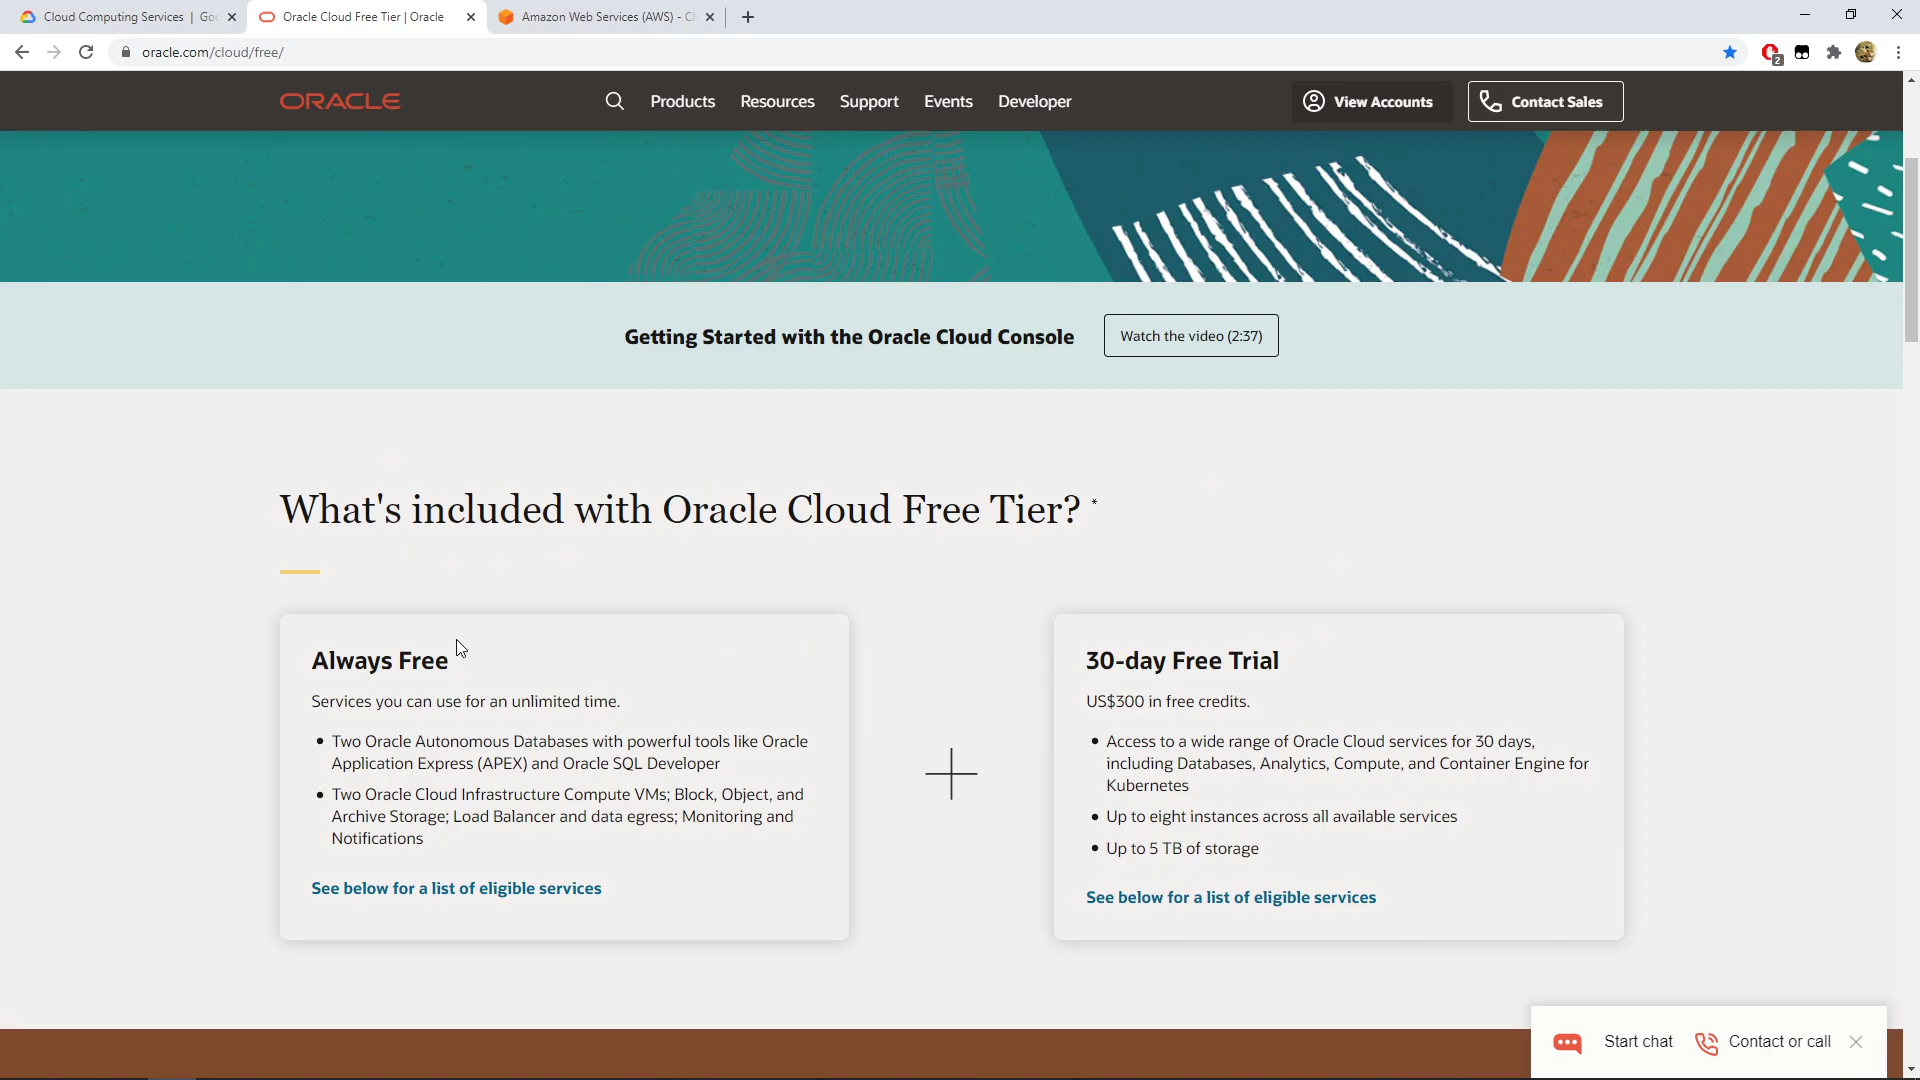 Cloud Computing Services | Goo
Oracle Cloud Free Tier | Oracle
Amazon Web Services (AWS) - Cl
oracle.com/cloud/free/
2
ORACLE
Products
Resources
Support
Events
Developer
View Accounts
Contact Sales
Getting Started with the Oracle Cloud Console
Watch the video (2:37)
What's included with Oracle Cloud Free Tier? *
Always Free
Services you can use for an unlimited time.
• Two Oracle Autonomous Databases with powerful tools like Oracle
Application Express (APEX) and Oracle SQL Developer
• Two Oracle Cloud Infrastructure Compute VMs; Block, Object, and
Archive Storage; Load Balancer and data egress; Monitoring and
Notifications
See below for a list of eligible services
30-day Free Trial
US$300 in free credits.
• Access to a wide range of Oracle Cloud services for 30 days,
including Databases, Analytics, Compute, and Container Engine for
Kubernetes
• Up to eight instances across all available services
• Up to 5 TB of storage
See below for a list of eligible services
Start chat
Contact or call